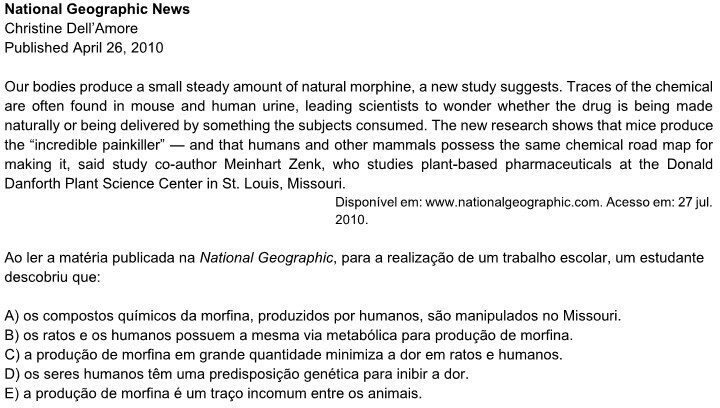 National Geographic News
Christine Dell’Amore
Published April 26, 2010
Our bodies produce a small steady amount of natural morphine, a new study suggests. Traces of the chemical
are often found in mouse and human urine, leading scientists to wonder whether the drug is being made
naturally or being delivered by something the subjects consumed. The new research shows that mice produce
the “incredible painkiller” — and that humans and other mammals possess the same chemical road map for
making it, said study co-author Meinhart Zenk, who studies plant-based pharmaceuticals at the Donald
Danforth Plant Science Center in St. Louis, Missouri.
Disponível em: www.nationalgeographic.com. Acesso em: 27 jul.
2010.
Ao ler a matéria publicada na National Geographic, para a realização de um trabalho escolar, um estudante
descobriu que:
A) os compostos químicos da morfina, produzidos por humanos, são manipulados no Missouri.
B) os ratos e os humanos possuem a mesma via metabólica para produção de morfina.
C) a produção de morfina em grande quantidade minimiza a dor em ratos e humanos.
D) os seres humanos têm uma predisposição genética para inibir a dor.
E) a produção de morfina é um traço incomum entre os animais.